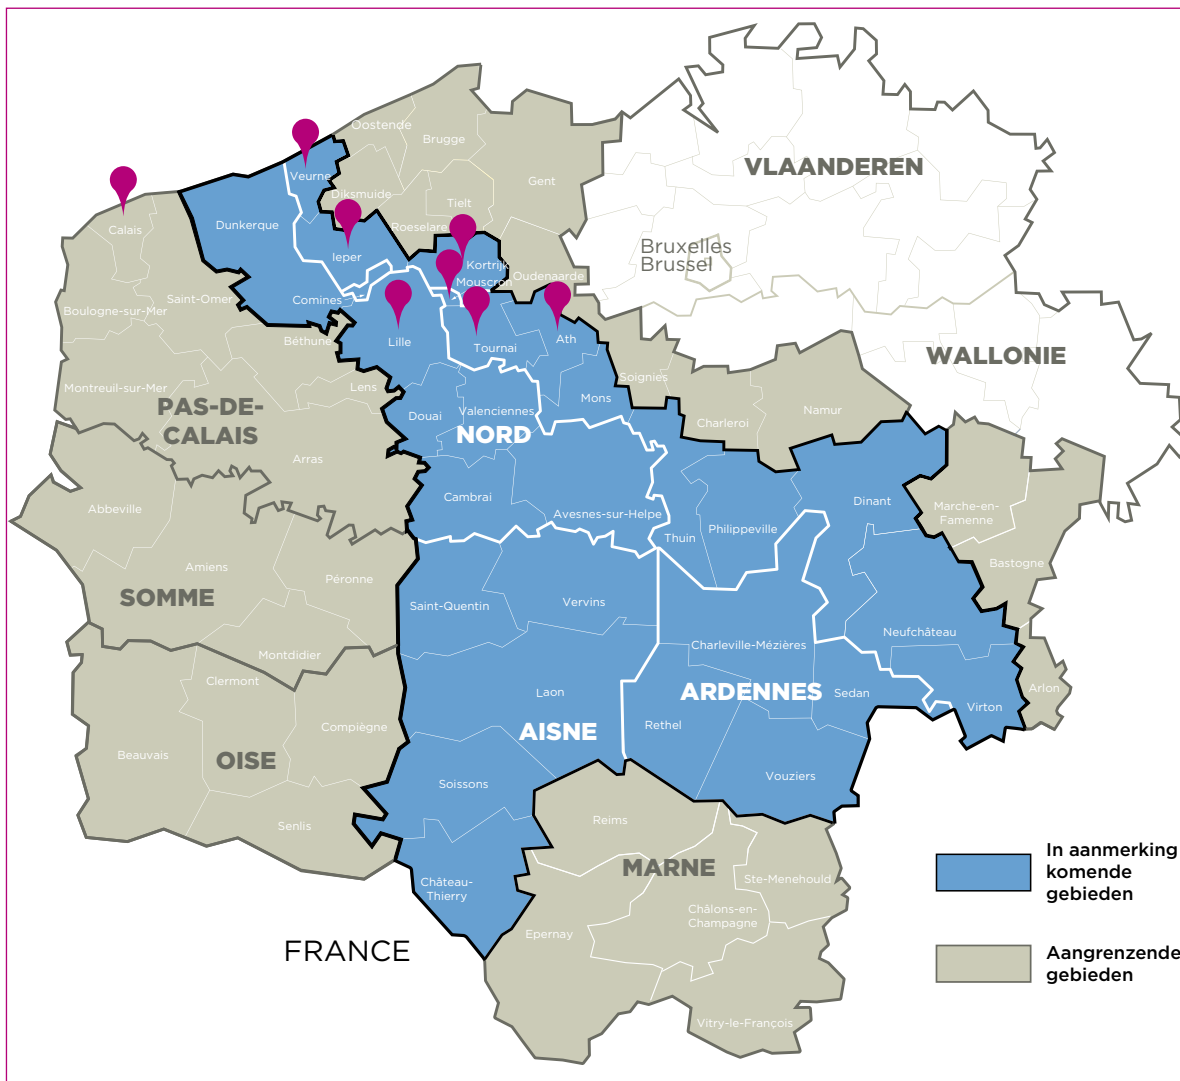 Oostende
Brugge
VLAANDEREN
Veurne
Gent
Diksmuide
Tielt
Calais
Dunkerque
Roeselare
Bruxelles
Brussel
Ieper
Kortrijk
Oudenaarde
Mouscron
Saint-Omer
Comines
Boulogne-sur-Mer
Béthune
Lille
Tournai
Ath
WALLONIE
Soignies
Montreuil-sur-Mer
Lens
Mons
PAS-DE-
CALAIS
Douai
Valenciennes
NORD
Charleroi
Namur
Arras
Cambrai
Dinant
Abbeville
Avesnes-sur-Helpe
Philippeville
Marche-en-
Famenne
Thuin
Amiens
Péronne
Bastogne
SOMME
Saint-Quentin
Vervins
Neufchâteau
Montdidier
Charleville-Mézières
Clermont
Laon
ARDENNES
Sedan
Arlon
Virton
Compiègne
AISNE
Rethel
Beauvais
OISE
Soissons
Vouziers
Senlis
Reims
MARNE
Château-
Thierry
Ste-Menehould
Châlons-en-
Champagne
Epernay
FRANCE
Vitry-le-François
In aanmerking
komende
gebieden
Aangrenzende
gebieden